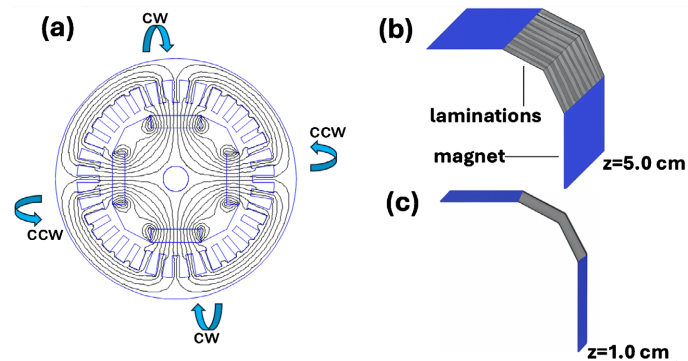 (a)
CW
CCW
CCW
CW
(b)
laminations
magnet
z=5.0 cm
(c)
z=1.0 cm